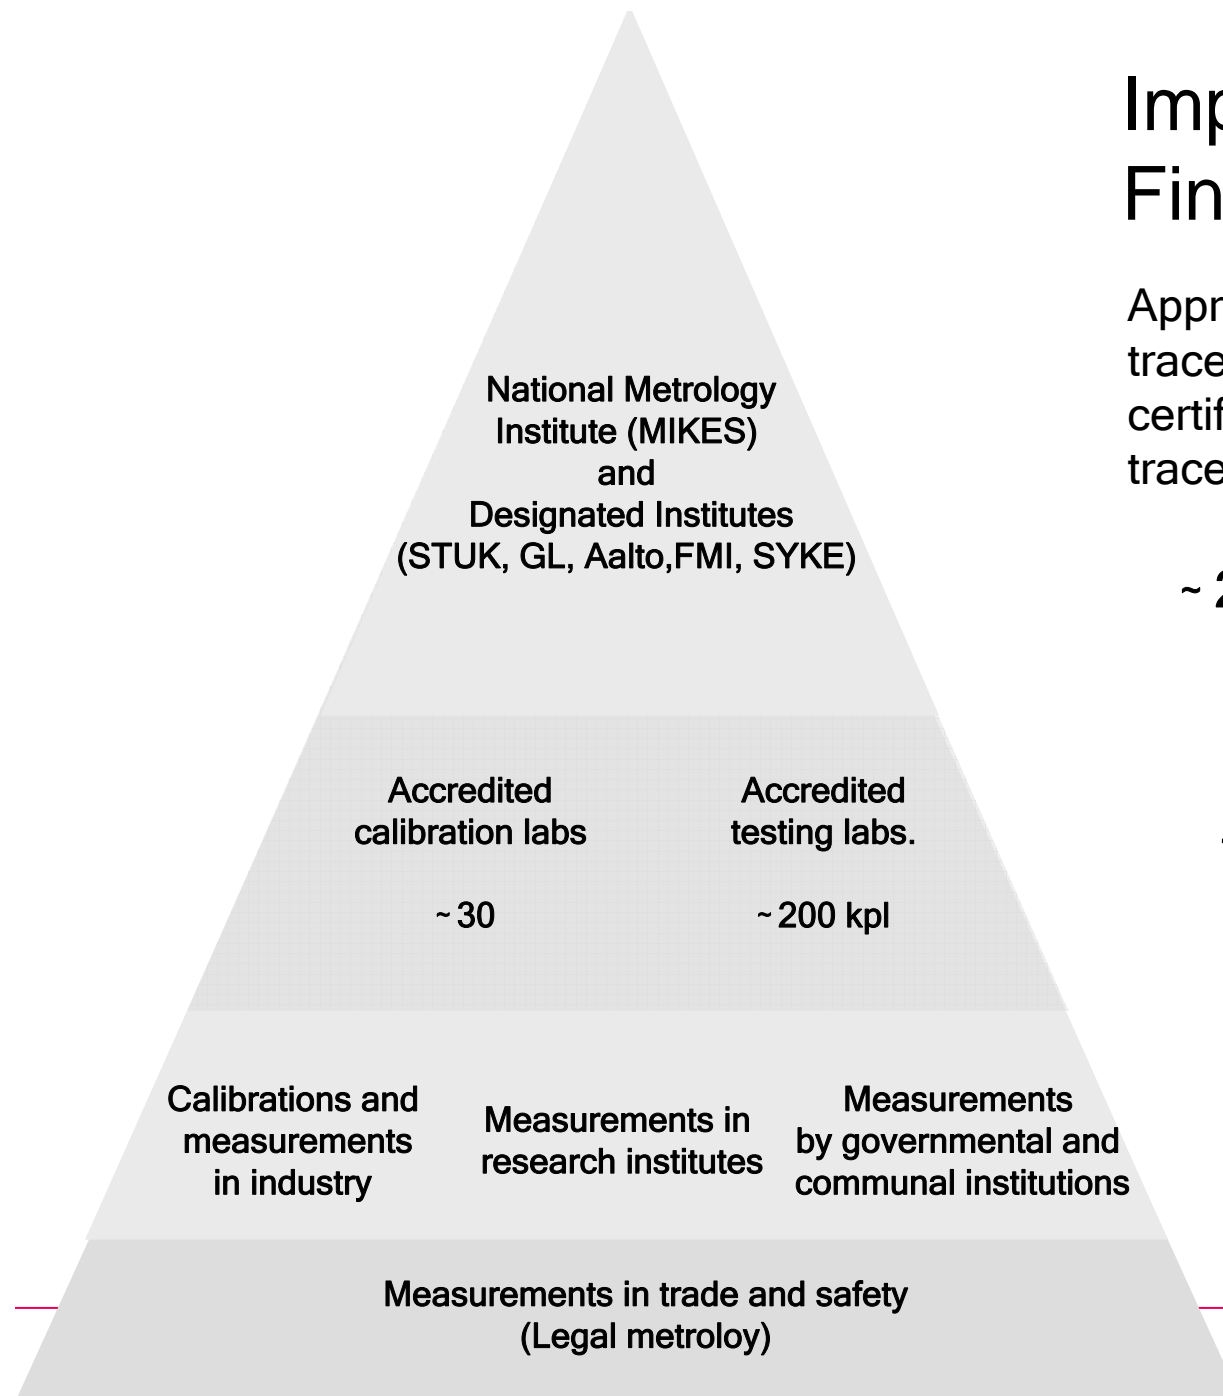 National Metrology
Institute (MIKES)
and
Designated Institutes
(STUK, GL, Aalto,FMI, SYKE)
Accredited
calibration labs
~ 30
Accredited
testing labs.
~ 200 kpl
Calibrations and
measurements
in industry
Measurements in
research institutes
Measurements
by governmental and
communal institutions
Measurements in trade and safety
(Legal metroloy)